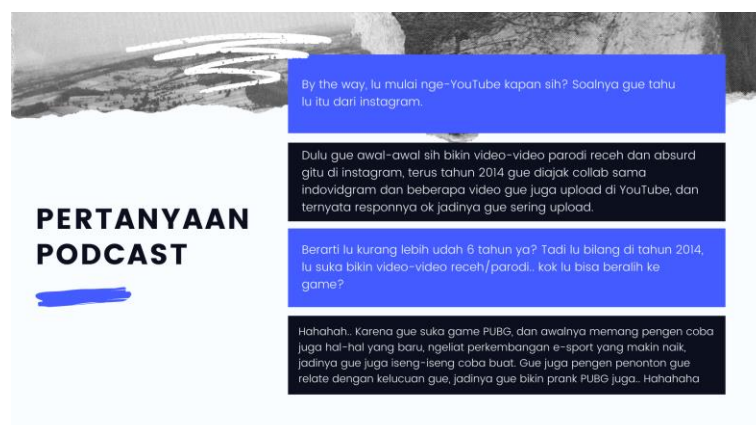 PERTANYAAN
PODCAST
By the way, lu mulai nge-YouTube kapan sih? Soalnya gue tahu
lu itu dari instagram.
Dulu gue awal-awal sih bikin video-video parodi receh dan absurd
gitu di instagram, terus tahun 2014 gue diajak collab sama
indovidgram dan beberapa video gue juga upload di YouTube, dan
ternyata responnya ok jadinya gue sering upload.
Berarti lu kurang lebih udah 6 tahun ya? Tadi lu bilang di tahun 2014,
lu suka bikin video-video receh/parodi.. kok lu bisa beralih ke
game?
Hahahah.. Karena gue suka game PUBG, dan awalnya memang pengen coba
juga hal-hal yang baru, ngeliat perkembangan e-sport yang makin naik,
jadinya gue juga iseng-iseng coba buat. Gue juga pengen penonton gue
relate dengan kelucuan gue, jadinya gue bikin prank PUBG juga.. Hahahaha